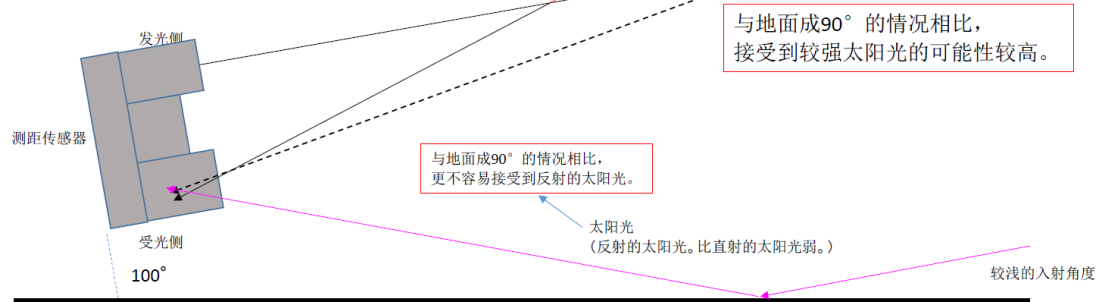 与地面成90°的情况相比，
接受到较强太阳光的可能性较高。
发光侧
测距传感器
与地面成90°的情况相比，
更不容易接受到反射的太阳光。
太阳光
（反射的太阳光。比直射的太阳光弱。）
受光侧
100°
较浅的入射角度